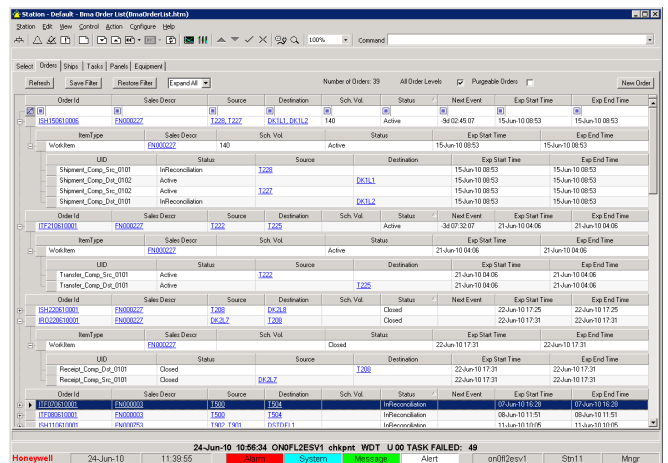 Station - Default - Bma Order List(BmaOrderList.htm)
Station Edit View Control Action Configure Help
100% Command
Select Orders Ships Tasks Panels Equipment
Refresh Save Filter Restore Filter Expand All Number of Orders: 39 All Order Levels Purgeable Orders New Order
Order Id Sales Descr Source Destination Sch. Vol. Status Next Event Exp Start Time Exp End Time
ISH150610006 FN000227 T228, T227 DK1L1, DK1L2 140 Active -9d 02:45:07 15-Jun-10 08:53 15-Jun-10 08:53
ItemType Sales Descr Sch. Vol. Status Exp Start Time Exp End Time
WorkItem FN000227 140 Active 15-Jun-10 08:53 15-Jun-10 08:53
UID Status Source Destination Exp Start Time Exp End Time
Shipment_Comp_Src_0101 InReconciliation T228 15-Jun-10 08:53 15-Jun-10 08:53
Shipment_Comp_Dst_0102 Active DK1L1 15-Jun-10 08:53 15-Jun-10 08:53
Shipment_Comp_Src_0102 Active T227 15-Jun-10 08:53 15-Jun-10 08:53
Shipment_Comp_Dst_0101 InReconciliation DK1L2 15-Jun-10 08:53 15-Jun-10 08:53
Order Id Sales Descr Source Destination Sch. Vol. Status Next Event Exp Start Time Exp End Time
ITF210610001 FN000227 T222 T225 Active -3d 07:32:07 21-Jun-10 04:06 21-Jun-10 04:06
ItemType Sales Descr Sch. Vol. Status Exp Start Time Exp End Time
WorkItem FN000227 Active 21-Jun-10 04:06 21-Jun-10 04:06
UID Status Source Destination Exp Start Time Exp End Time
Transfer_Comp_Src_0101 Active T222 21-Jun-10 04:06 21-Jun-10 04:06
Transfer_Comp_Dst_0101 Active T225 21-Jun-10 04:06 21-Jun-10 04:06
Order Id Sales Descr Source Destination Sch. Vol. Status Next Event Exp Start Time Exp End Time
ISH220610001 FN000227 T208 DK2L8 Closed 22-Jun-10 17:25 22-Jun-10 17:25
IRD220610001 FN000227 DK2L7 T208 Closed 22-Jun-10 17:31 22-Jun-10 17:31
ItemType Sales Descr Sch. Vol. Status Exp Start Time Exp End Time
WorkItem FN000227 Closed 22-Jun-10 17:31 22-Jun-10 17:31
UID Status Source Destination Exp Start Time Exp End Time
Receipt_Comp_Dst_0101 Closed T208 22-Jun-10 17:31 22-Jun-10 17:31
Receipt_Comp_Src_0101 Closed DK2L7 22-Jun-10 17:31 22-Jun-10 17:31
Order Id Sales Descr Source Destination Sch. Vol. Status Next Event Exp Start Time Exp End Time
ITF070610001 FN000003 T500 T504 InReconciliation 07-Jun-10 16:28 07-Jun-10 16:28
ITF080610001 FN000003 T500 T504 InReconciliation 08-Jun-10 11:51 08-Jun-10 11:51
ISH110610001 FN000753 T902, T901 DSTDEL1 InReconciliation 11-Jun-10 10:05 11-Jun-10 10:05
24-Jun-10 10:56:34 ON0FL2ESV1 chkpnt WDT U 00 TASK FAILED: 49
Honeywell 24-Jun-10 11:39:55 Alarm System Message Alert on0fl2esv1 Stn11 Mngr